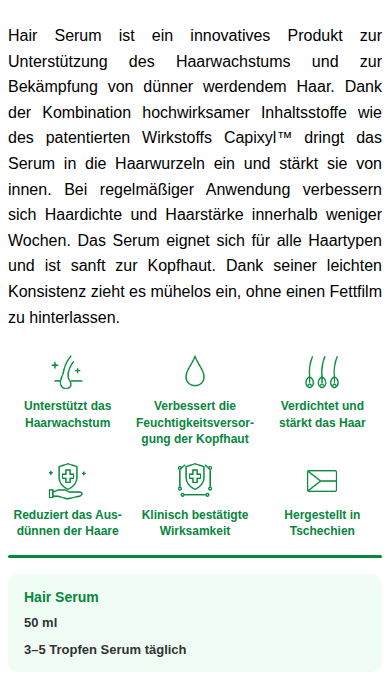 Hair Serum ist ein innovatives Produkt zur
Unterstützung des Haarwachstums und zur
Bekämpfung von dünner werdendem Haar. Dank
der Kombination hochwirksamer Inhaltsstoffe wie
des patentierten Wirkstoffs Capixyl™ dringt das
Serum in die Haarwurzeln ein und stärkt sie von
innen. Bei regelmäßiger Anwendung verbessern
sich Haardichte und Haarstärke innerhalb weniger
Wochen. Das Serum eignet sich für alle Haartypen
und ist sanft zur Kopfhaut. Dank seiner leichten
Konsistenz zieht es mühelos ein, ohne einen Fettfilm
zu hinterlassen.
Unterstützt das
Haarwachstum
Verbessert die
Feuchtigkeitsversor-
gung der Kopfhaut
Verdichtet und
stärkt das Haar
Reduziert das Aus-
dünnen der Haare
Klinisch bestätigte
Wirksamkeit
Hergestellt in
Tschechien
Hair Serum
50 ml
3–5 Tropfen Serum täglich